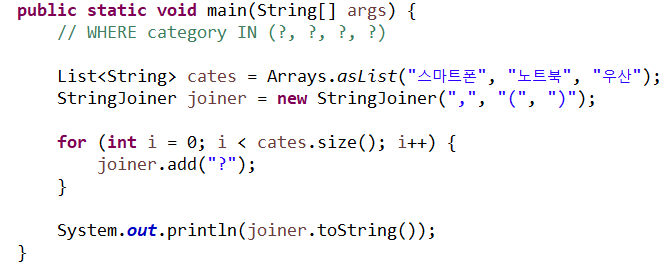 public static void main(String[] args) {
// WHERE category IN (?, ?, ?, ?)
List<String> cates = Arrays.asList("스마트폰", "노트북", "우산");
StringJoiner joiner = new StringJoiner(",", "(", ")");
for (int i = 0; i < cates.size(); i++) {
joiner.add("?");
}
System.out.println(joiner.toString());
}